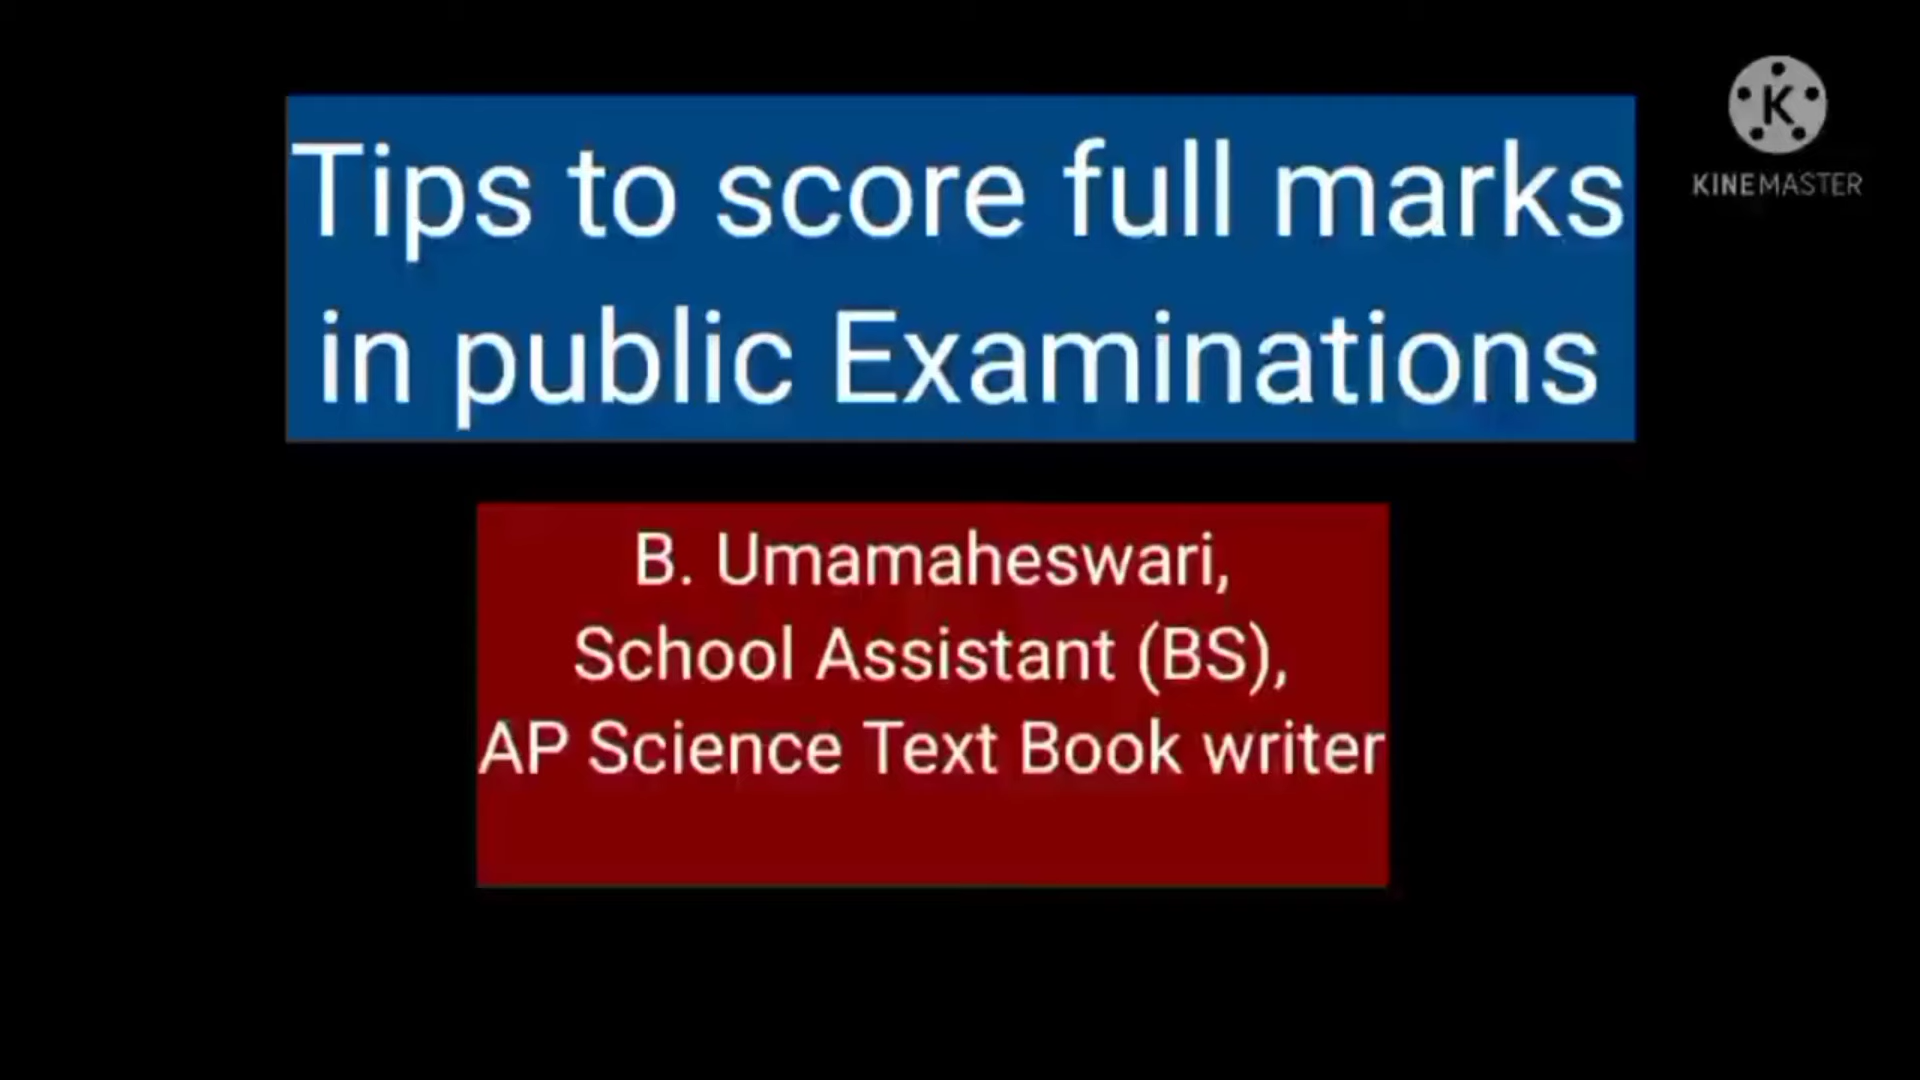 Tips to score full marks
in public Examinations
B. Umamaheswari,
School Assistant (BS),
AP Science Text Book writer
K
KINEMASTER